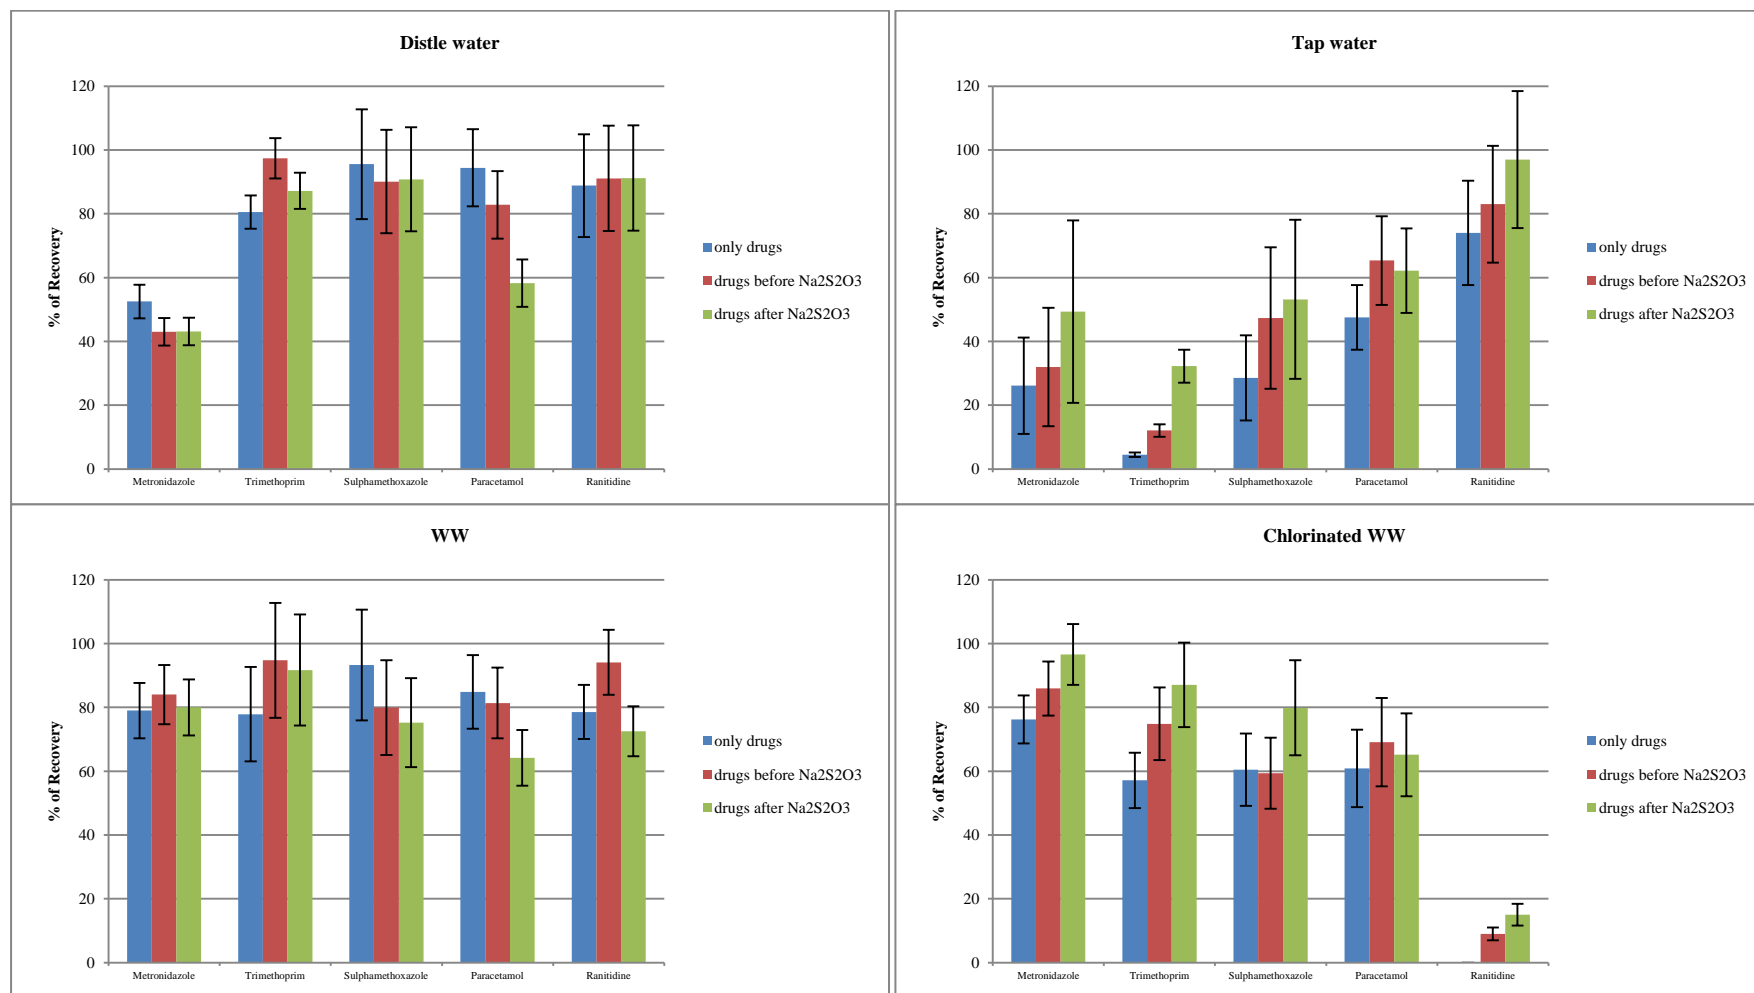 Distle water
120
100
80
60
40
20
0
% of Recovery
Metronidazole
Trimethoprim
Sulphamethoxazole
Paracetamol
Ranitidine
only drugs
drugs before Na2S2O3
drugs after Na2S2O3
Tap water
120
100
80
60
40
20
0
% of Recovery
Metronidazole
Trimethoprim
Sulphamethoxazole
Paracetamol
Ranitidine
only drugs
drugs before Na2S2O3
drugs after Na2S2O3
WW
120
100
80
60
40
20
0
% of Recovery
Metronidazole
Trimethoprim
Sulphamethoxazole
Paracetamol
Ranitidine
only drugs
drugs before Na2S2O3
drugs after Na2S2O3
Chlorinated WW
120
100
80
60
40
20
0
% of Recovery
Metronidazole
Trimethoprim
Sulphamethoxazole
Paracetamol
Ranitidine
only drugs
drugs before Na2S2O3
drugs after Na2S2O3